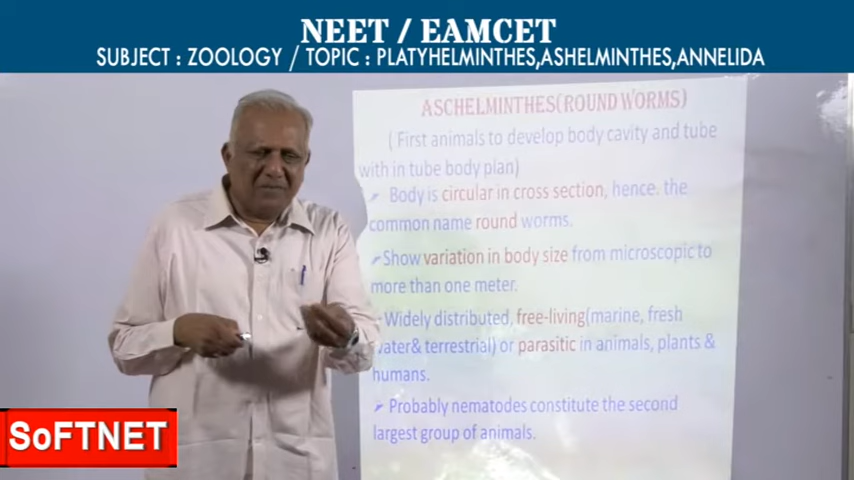 NEET / EAMCET
SUBJECT : ZOOLOGY / TOPIC : PLATYHELMINTHES,ASHELMINTHES,ANNELIDA
ASCHELMINTHES(ROUND WORMS)
( First animals to develop body cavity and tube
with in tube body plan)
➢ Body is circular in cross section, hence. the
common name round worms.
➢Show variation in body size from microscopic to
more than one meter.
Widely distributed, free-living(marine, fresh
water& terrestrial) or parasitic in animals, plants &
humans.
➢Probably nematodes constitute the second
largest group of animals.
SoFTNET